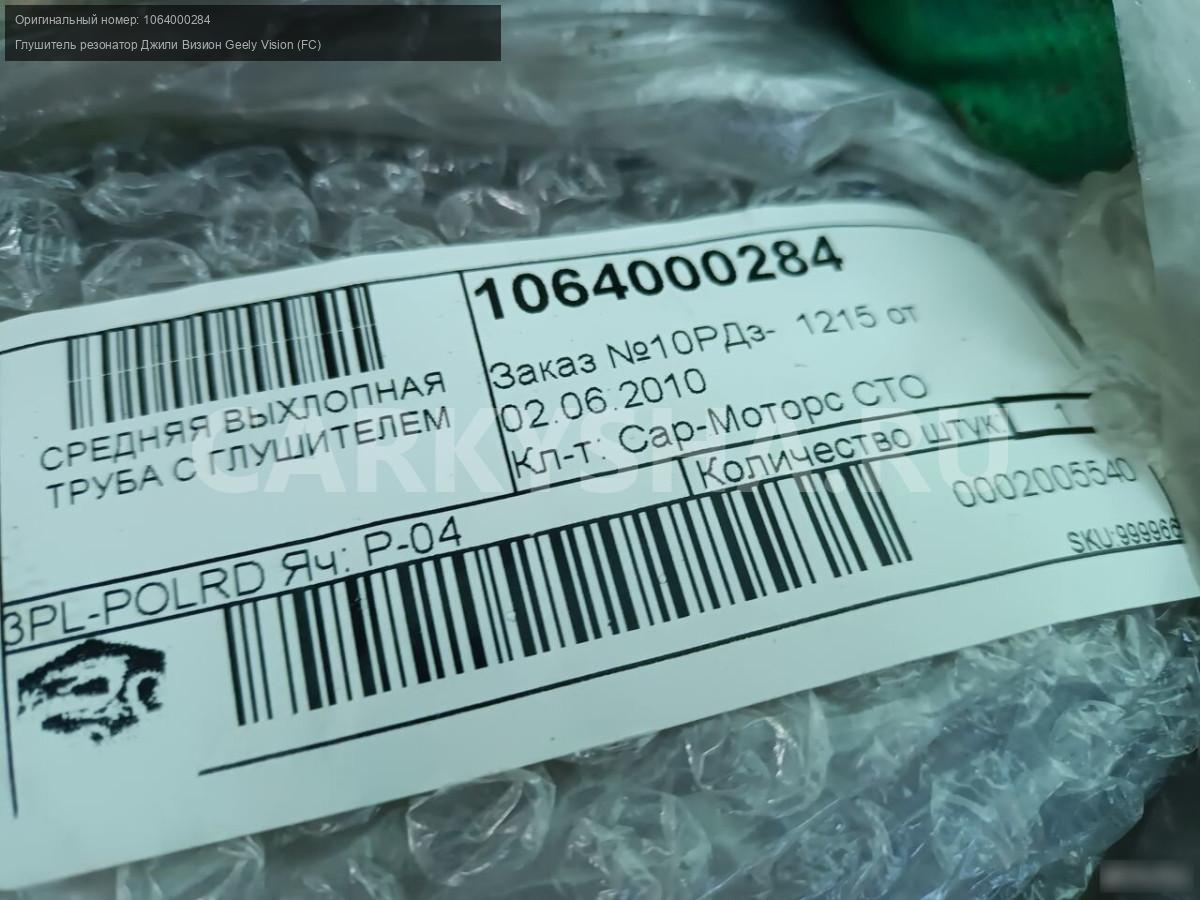 Оригинальный номер: 1064000284
Глушитель резонатор Джили Визион Geely Vision (FC)
1064000284
Заказ №10РДз- 1215 от
02.06.2010
Кл-т: Сар-Моторс СТО
СРЕДНЯЯ ВЫХЛОПНАЯ
ТРУБА С ГЛУШИТЕЛЕМ
Количество штук 1
3PL-POLRD Яч: P-04
0002005540
SKU:999966
CARKYSHA.RU